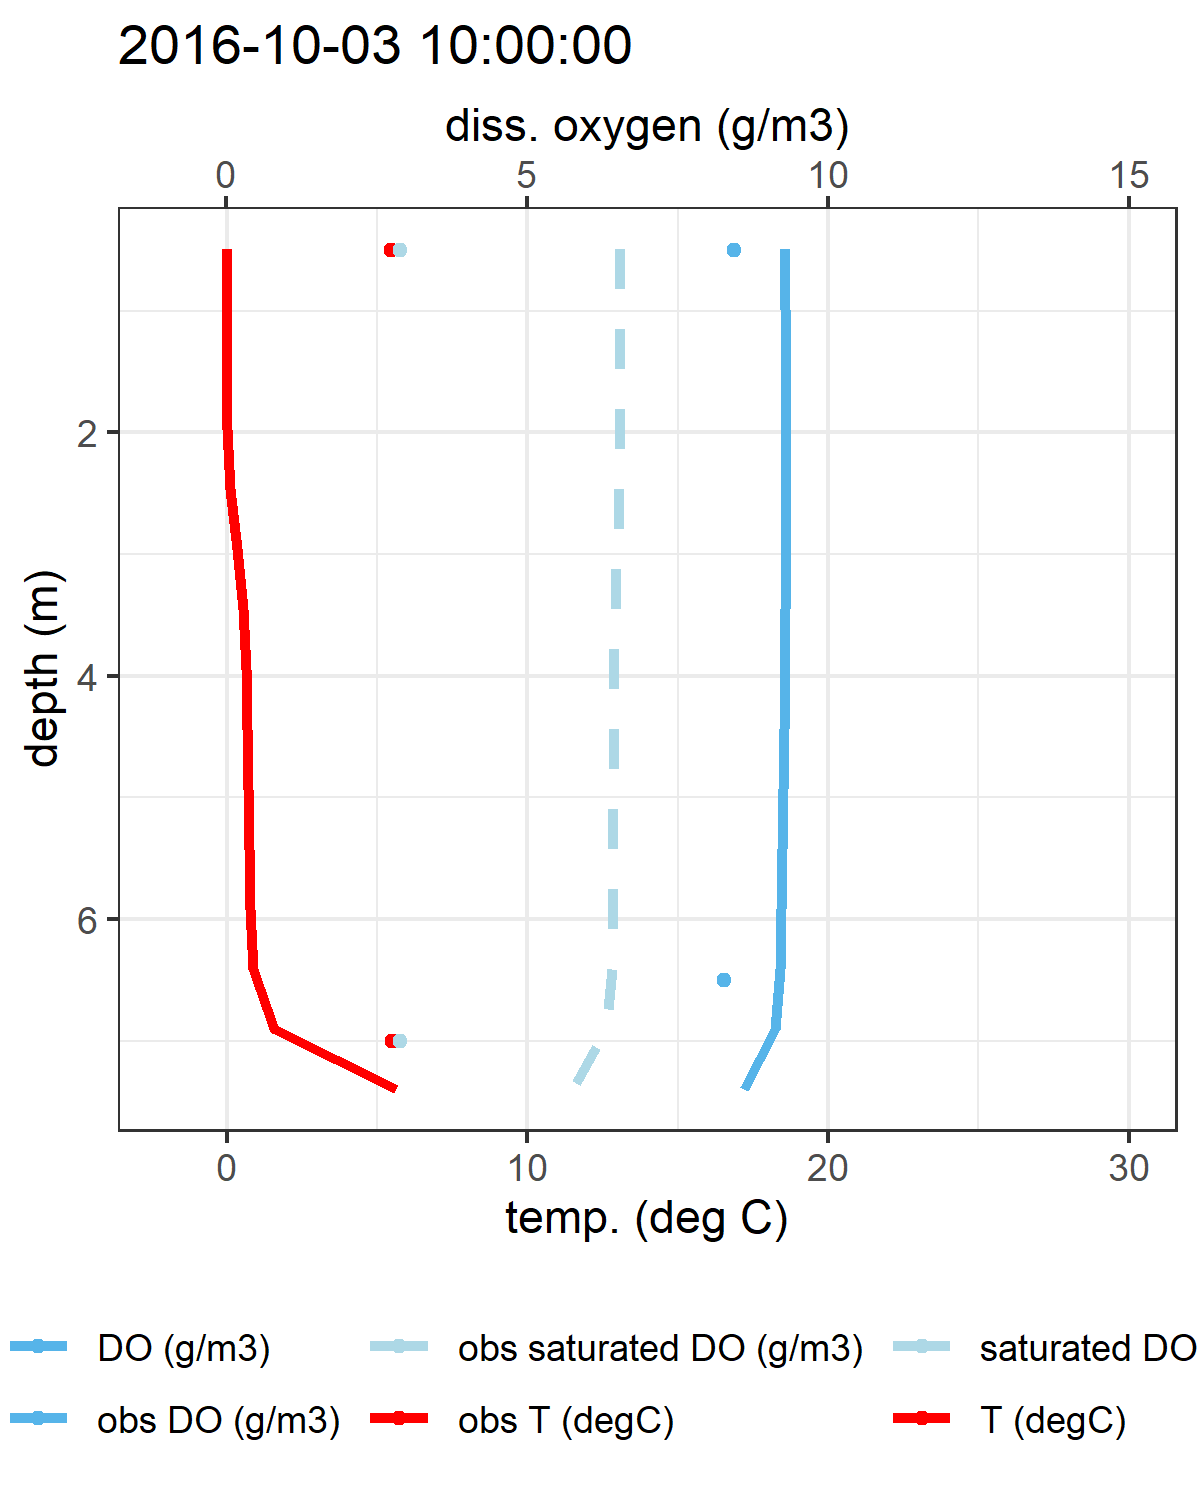 2016-10-03 10:00:00
diss. oxygen (g/m3)
0 5 10 15
2
4
6
depth (m)
0 10 20 30
temp. (deg C)
DO (g/m3) obs saturated DO (g/m3) saturated DO
obs DO (g/m3) obs T (degC) T (degC)